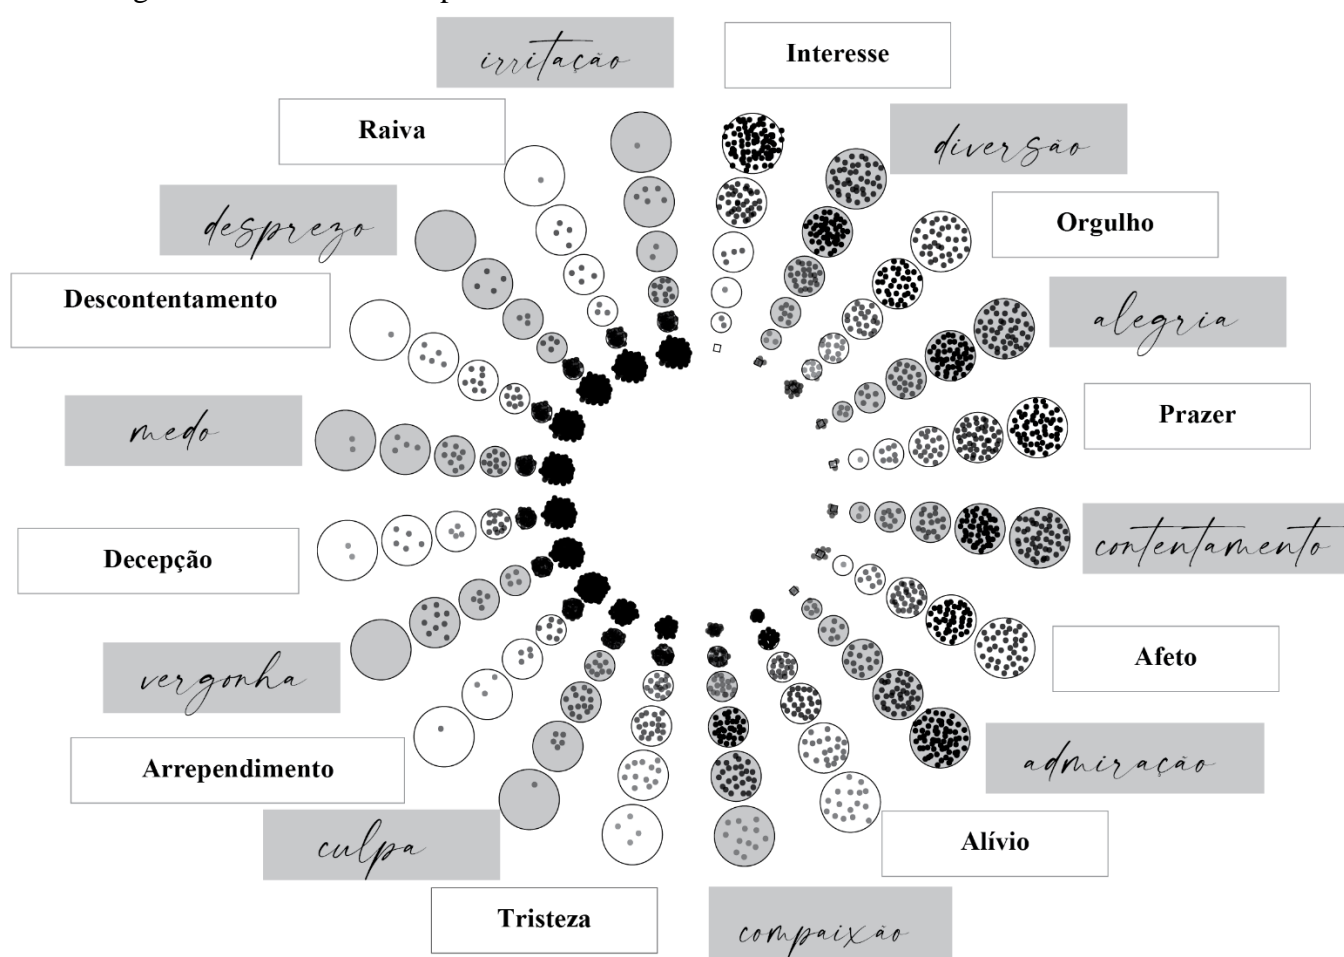 irritação
Interesse
Raiva
diversão
desprezo
Orgulho
Descontentamento
alegria
medo
Prazer
Decepção
contentamento
vergonha
Afeto
Arrependimento
admiração
culpa
Alívio
Tristeza
compaixão